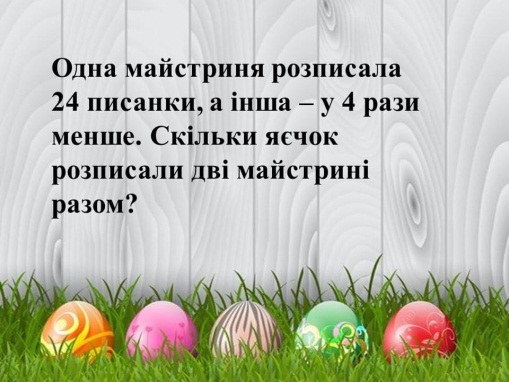 Одна майстриня розписала
24 писанки, а інша – у 4 рази
менше. Скільки яєчок
розписали дві майстрині
разом?